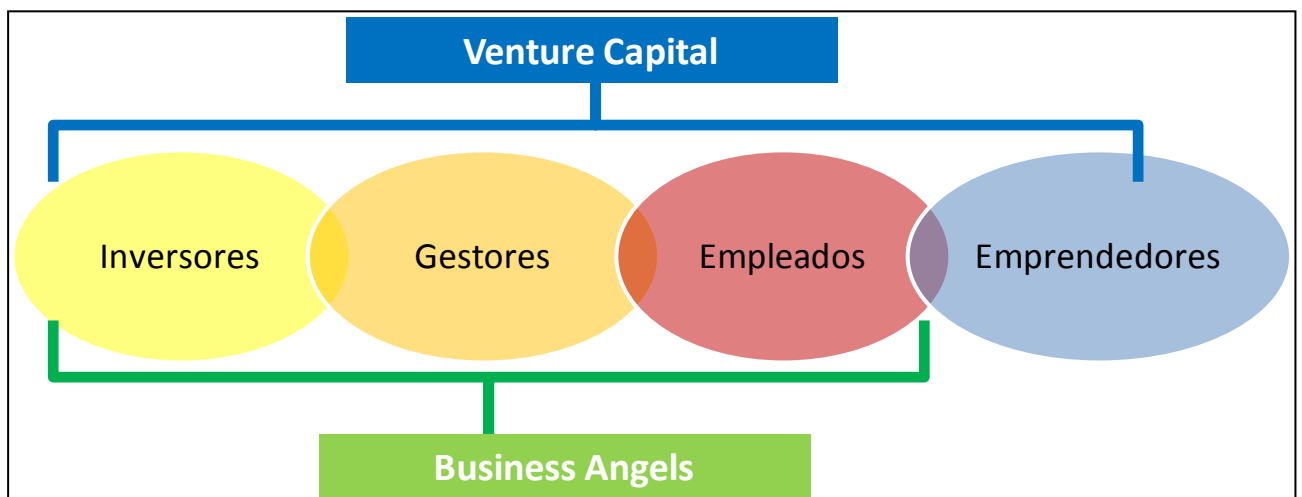 Venture Capital
Inversores Gestores Empleados Emprendedores
Business Angels